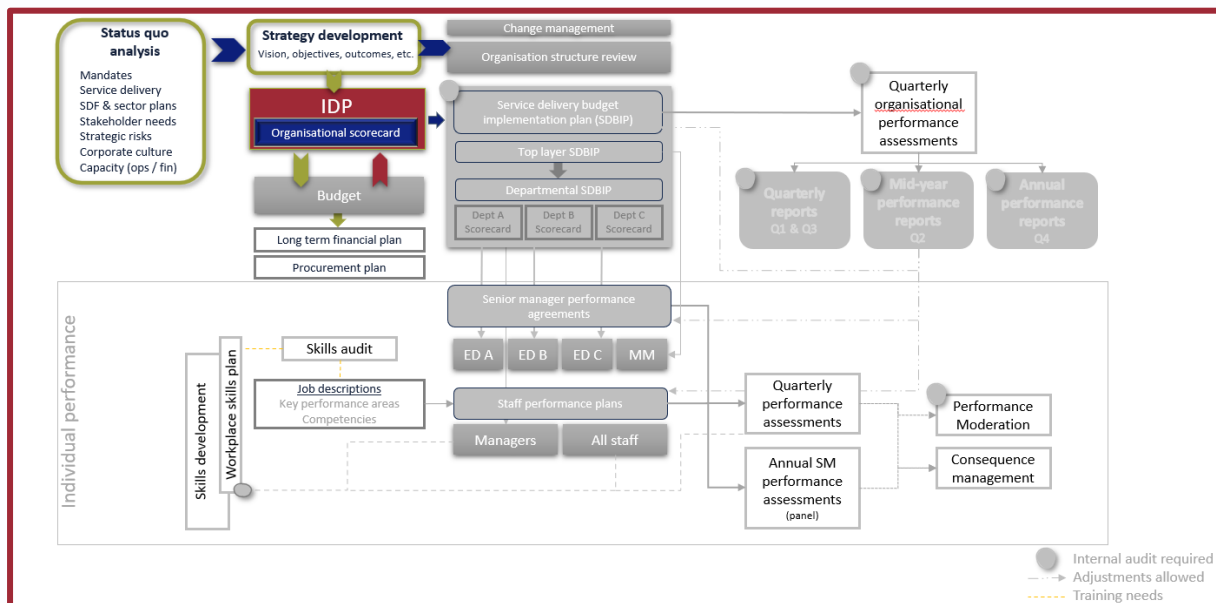 Status quo
analysis
Mandates
Service delivery
SDF & sector plans
Stakeholder needs
Strategic risks
Corporate culture
Capacity (ops / fin)
Strategy development
Vision, objectives, outcomes, etc.
Change management
Organisation structure review
IDP
Organisational scorecard
Budget
Long term financial plan
Procurement plan
Service delivery budget
implementation plan (SDBIP)
Top layer SDBIP
Departmental SDBIP
Dept A
Scorecard
Dept B
Scorecard
Dept C
Scorecard
Quarterly
organisational
performance
assessments
Quarterly
reports
Q1 & Q3
Mid-year
performance
reports
Q2
Annual
performance
reports
Q4
Individual performance
Senior manager performance
agreements
ED A
ED B
ED C
MM
Skills development
Workplace skills plan
Skills audit
Job descriptions
Key performance areas
Competencies
Staff performance plans
Managers
All staff
Quarterly
performance
assessments
Annual SM
performance
assessments
(panel)
Performance
Moderation
Consequence
management
Internal audit required
Adjustments allowed
Training needs